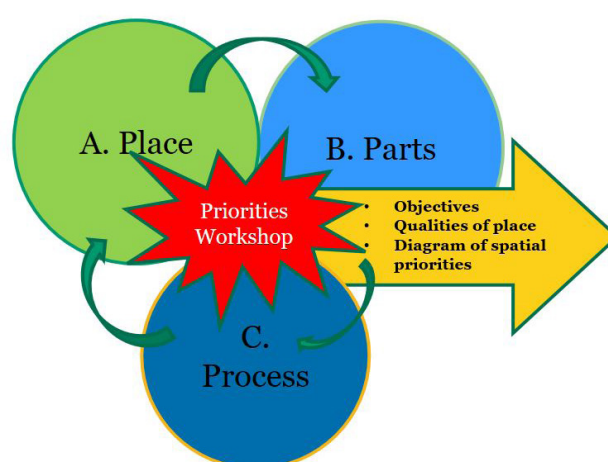 A. Place
B. Parts
Priorities
Workshop
• Objectives
• Qualities of place
• Diagram of spatial
priorities
C.
Process